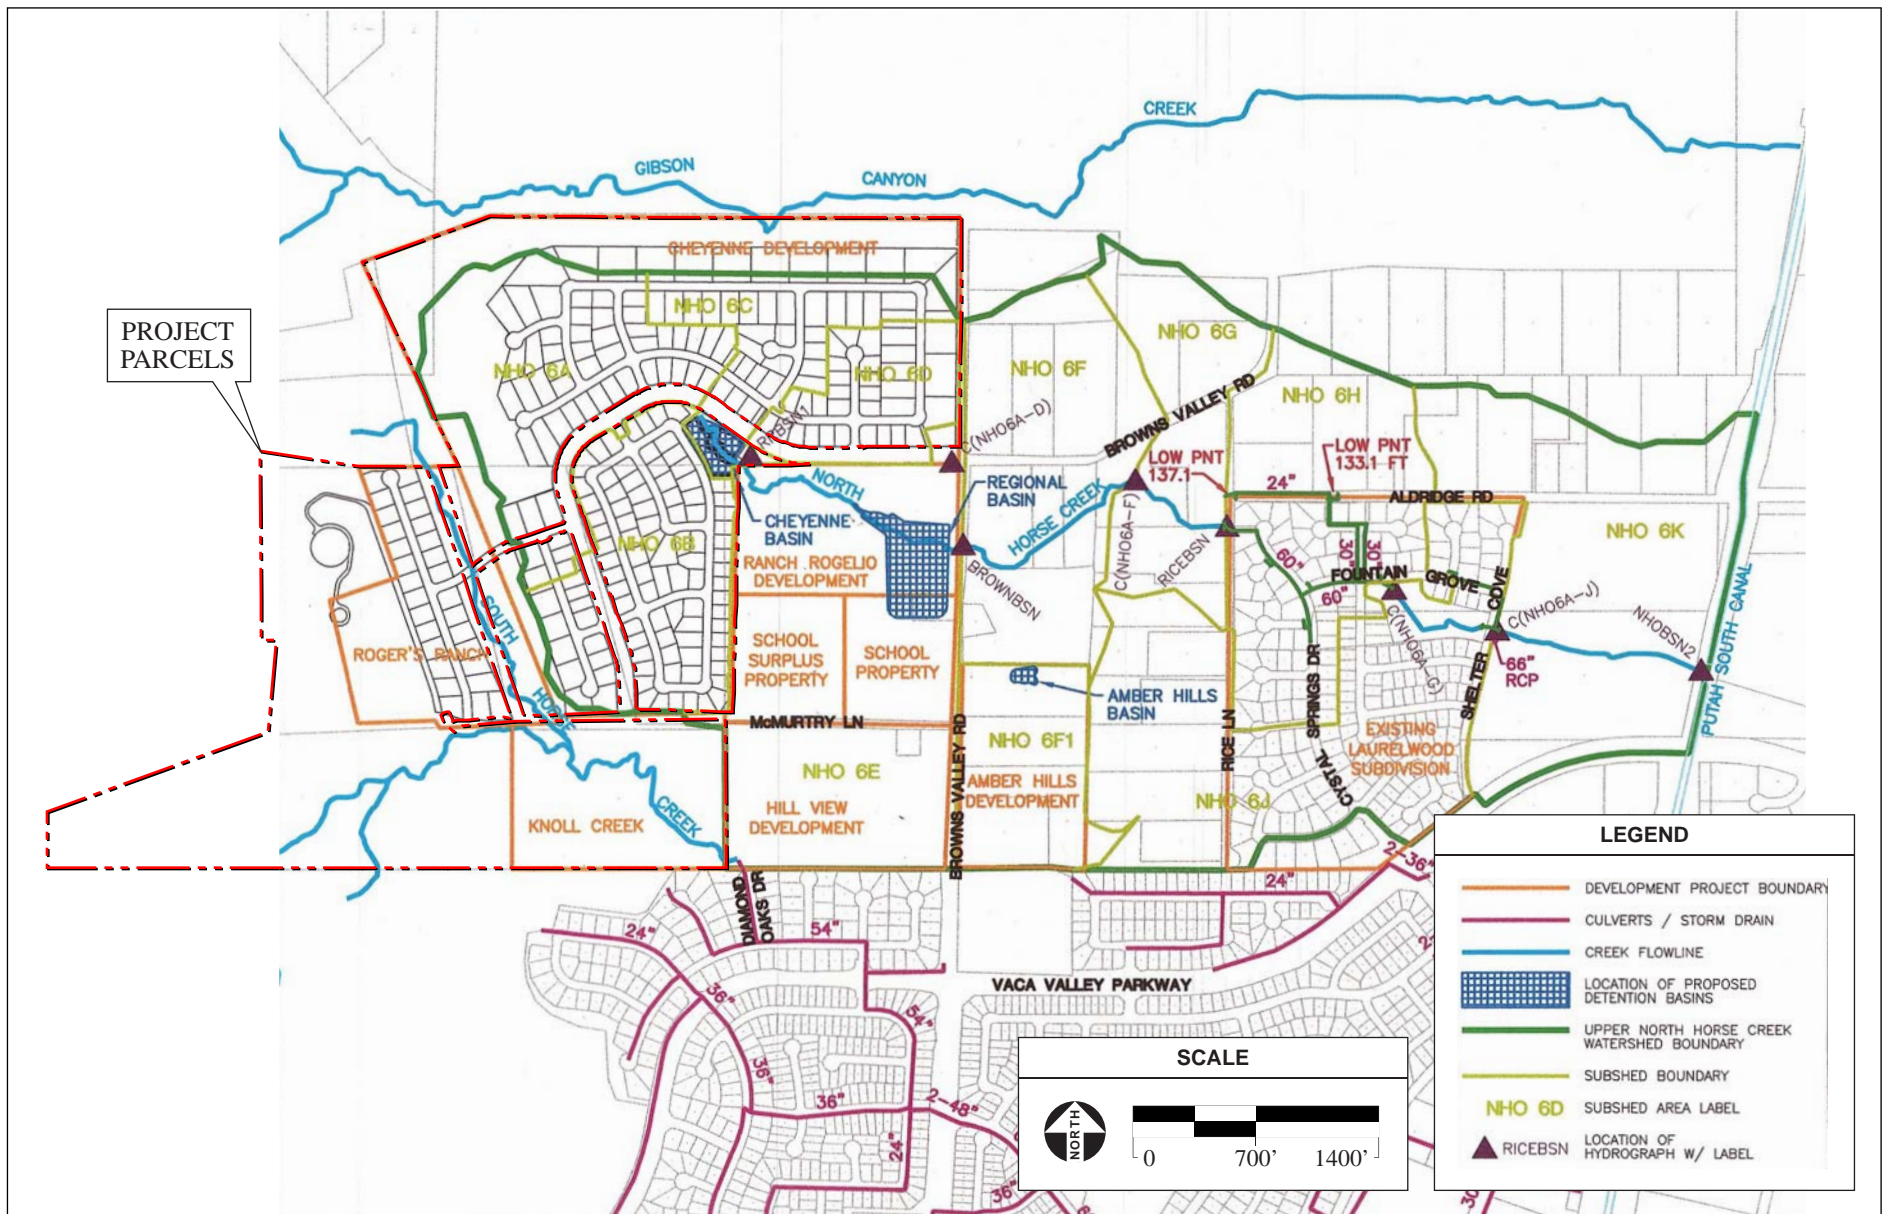 CREEK
GIBSON
CANYON
CHEYENNE DEVELOPMENT
PROJECT
PARCELS
NHO 6C
NHO 6A
NHO 6D
NHO 6F
NHO 6G
NHO 6H
BROWNS VALLEY RD
C(NHO6A-D)
RPBSN1
LOW PNT
137.1
LOW PNT
133.1 FT
24"
ALDRIDGE RD
NORTH
REGIONAL
BASIN
HORSE CREEK
C(NHO6A-F)
RICEBSN
NHO 6K
CHEYENNE
BASIN
NHO 6B
RANCH ROGELIO
DEVELOPMENT
BROWNBSN
60"
30"
30"
FOUNTAIN
GROVE
COVE
60"
C(NHO6A-G)
C(NHO6A-J)
NHOBSN2
PUTAH SOUTH CANAL
SOUTH
HORSE
CREEK
ROGER'S RANCH
SCHOOL
SURPLUS
PROPERTY
SCHOOL
PROPERTY
66"
RCP
SHELTER
AMBER HILLS
BASIN
McMURTRY LN
BROWNS VALLEY RD
RICE LN
CYSTAL SPRINGS DR
EXISTING
LAURELWOOD
SUBDIVISION
NHO 6F1
NHO 6E
AMBER HILLS
DEVELOPMENT
NHO 6J
KNOLL CREEK
HILL VIEW
DEVELOPMENT
2-36"
24"
DIAMOND
OAKS DR
24"
54"
VACA VALLEY PARKWAY
36"
54"
36"
36"
2-48"
24"
36"
SCALE
NORTH
0 700' 1400'
LEGEND
DEVELOPMENT PROJECT BOUNDARY
CULVERTS / STORM DRAIN
CREEK FLOWLINE
LOCATION OF PROPOSED
DETENTION BASINS
UPPER NORTH HORSE CREEK
WATERSHED BOUNDARY
SUBSHED BOUNDARY
NHO 6D SUBSHED AREA LABEL
RICEBSN LOCATION OF
HYDROGRAPH W/ LABEL